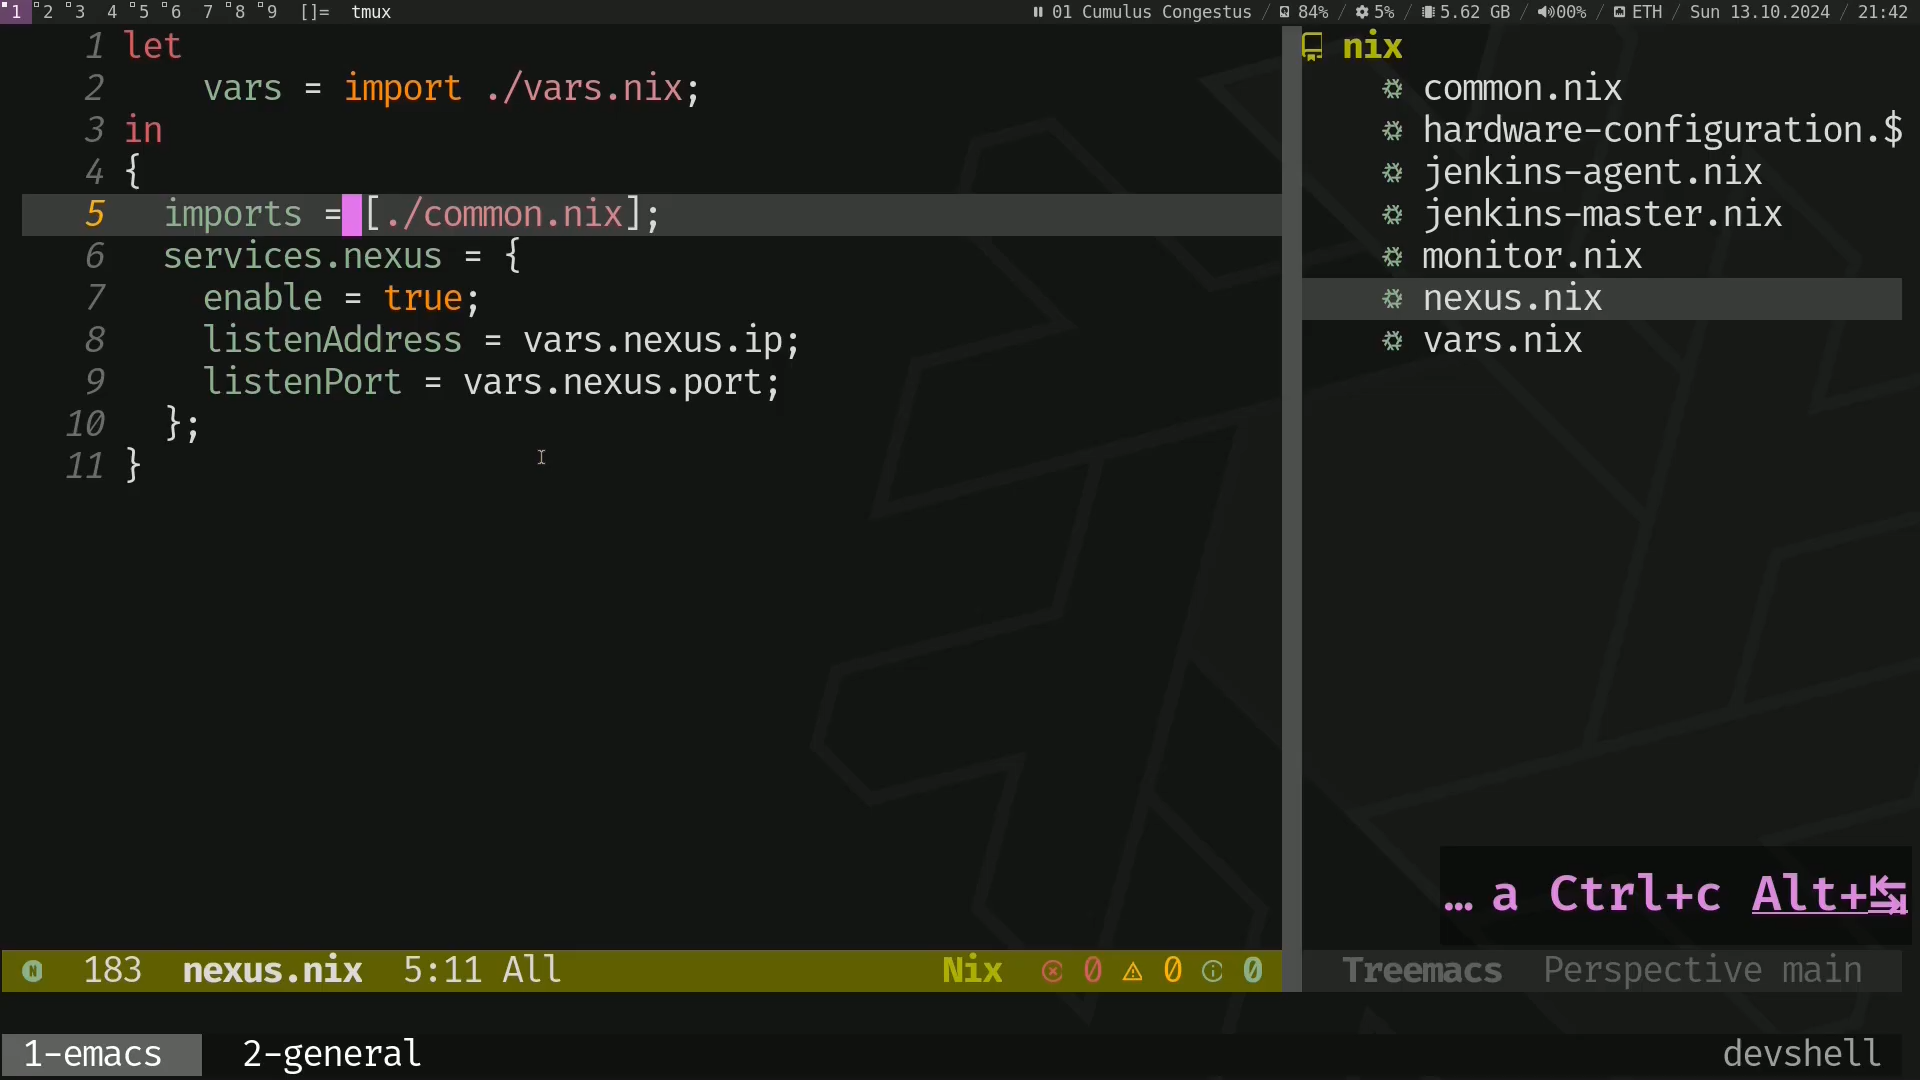 1 2 3 4 5 6 7 8 9 []= tmux 01 Cumulus Congestus / 84% / 5% / 5.62 GB / 00% / ETH / Sun 13.10.2024 / 21:42
1 let
2 vars = import ./vars.nix;
3 in
4 {
5 imports = [./common.nix];
6 services.nexus = {
7 enable = true;
8 listenAddress = vars.nexus.ip;
9 listenPort = vars.nexus.port;
10 };
11 }
nix
common.nix
hardware-configuration.$
jenkins-agent.nix
jenkins-master.nix
monitor.nix
nexus.nix
vars.nix
… a Ctrl+c Alt+↹
N 183 nexus.nix 5:11 All Nix 0 0 0
Treemacs Perspective main
1-emacs 2-general devshell